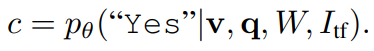 c = p_θ("Yes"|v, q, W, I_tf).